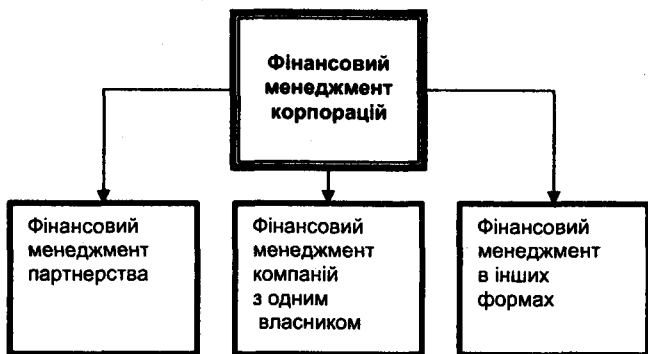 Фінансовий
менеджмент
корпорацій
Фінансовий
менеджмент
партнерства
Фінансовий
менеджмент
компаній
з одним
власником
Фінансовий
менеджмент
в інших
формах